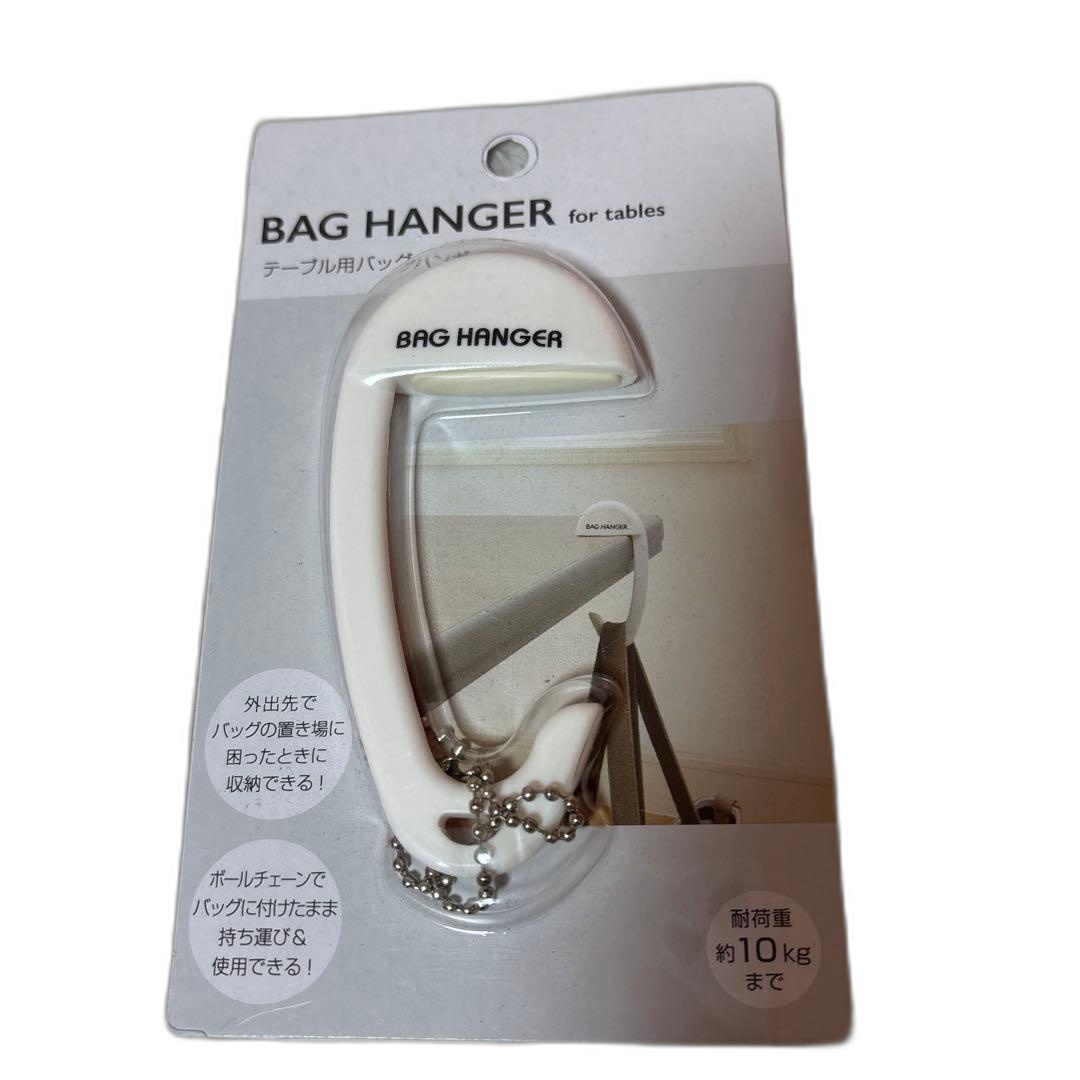 BAG HANGER for tables
テーブル用バッグハンガ
BAG HANGER
BAG HANGER
外出先で
バッグの置き場に
困ったときに
収納できる!
ボールチェーンで
バッグに付けたまま
持ち運び&
使用できる!
耐荷重
約10kg
まで